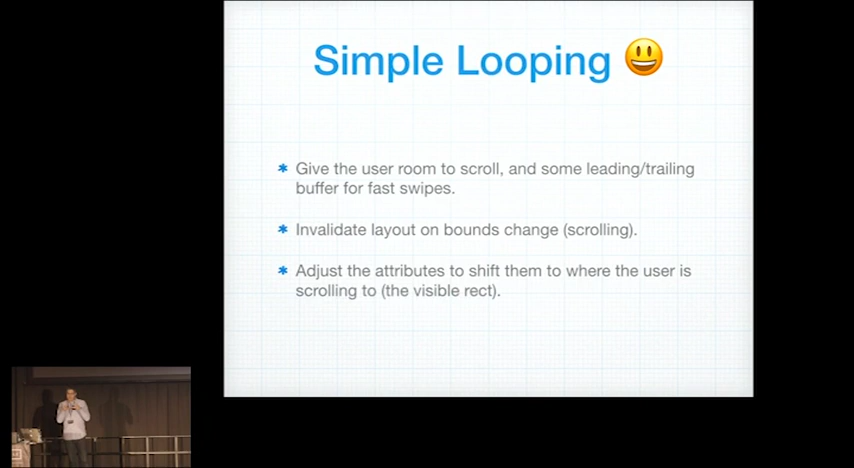 Simple Looping 😃
* Give the user room to scroll, and some leading/trailing
buffer for fast swipes.
* Invalidate layout on bounds change (scrolling).
* Adjust the attributes to shift them to where the user is
scrolling to (the visible rect).